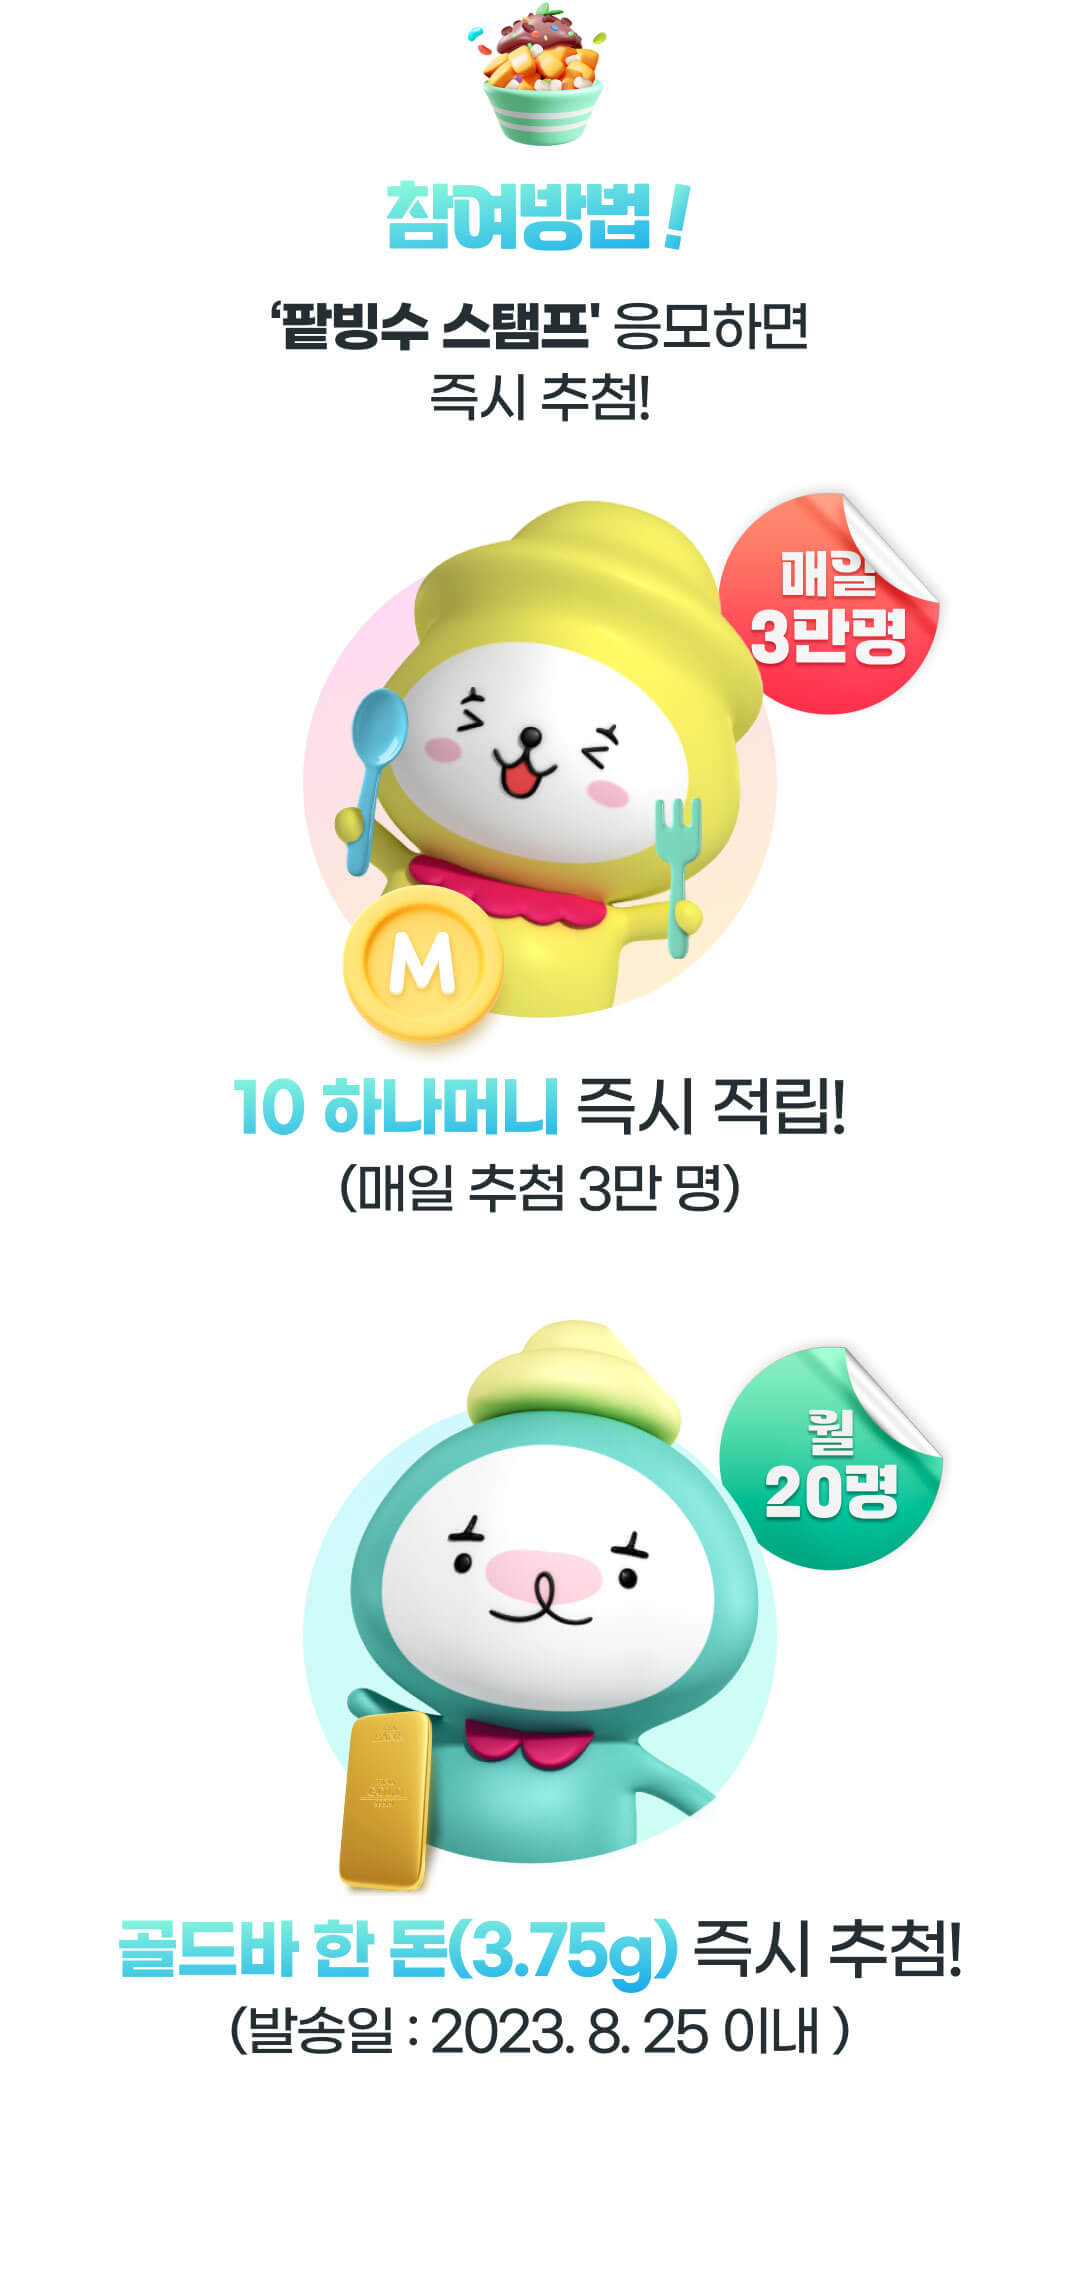 참여방법!
‘팥빙수 스탬프' 응모하면
즉시 추첨!
매일
3만명
M
10 하나머니 즉시 적립!
(매일 추첨 3만 명)
월
20명
골드바 한 돈(3.75g) 즉시 추첨!
(발송일 : 2023. 8. 25 이내 )